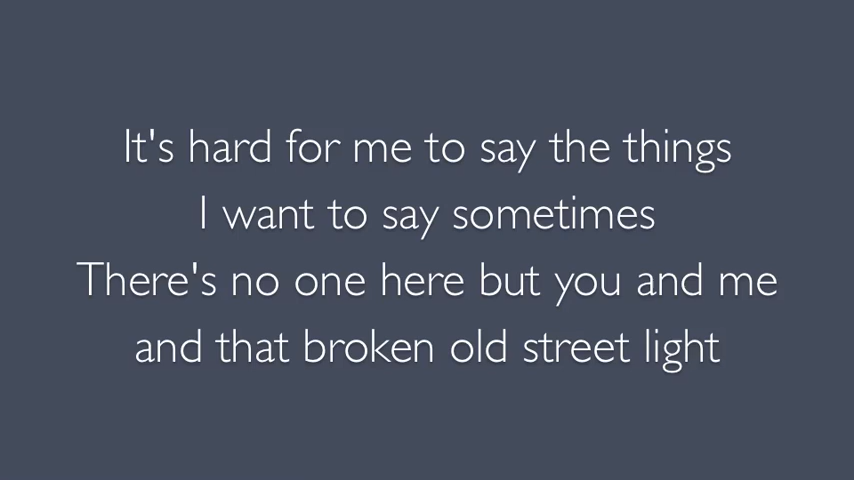 It's hard for me to say the things
I want to say sometimes
There's no one here but you and me
and that broken old street light